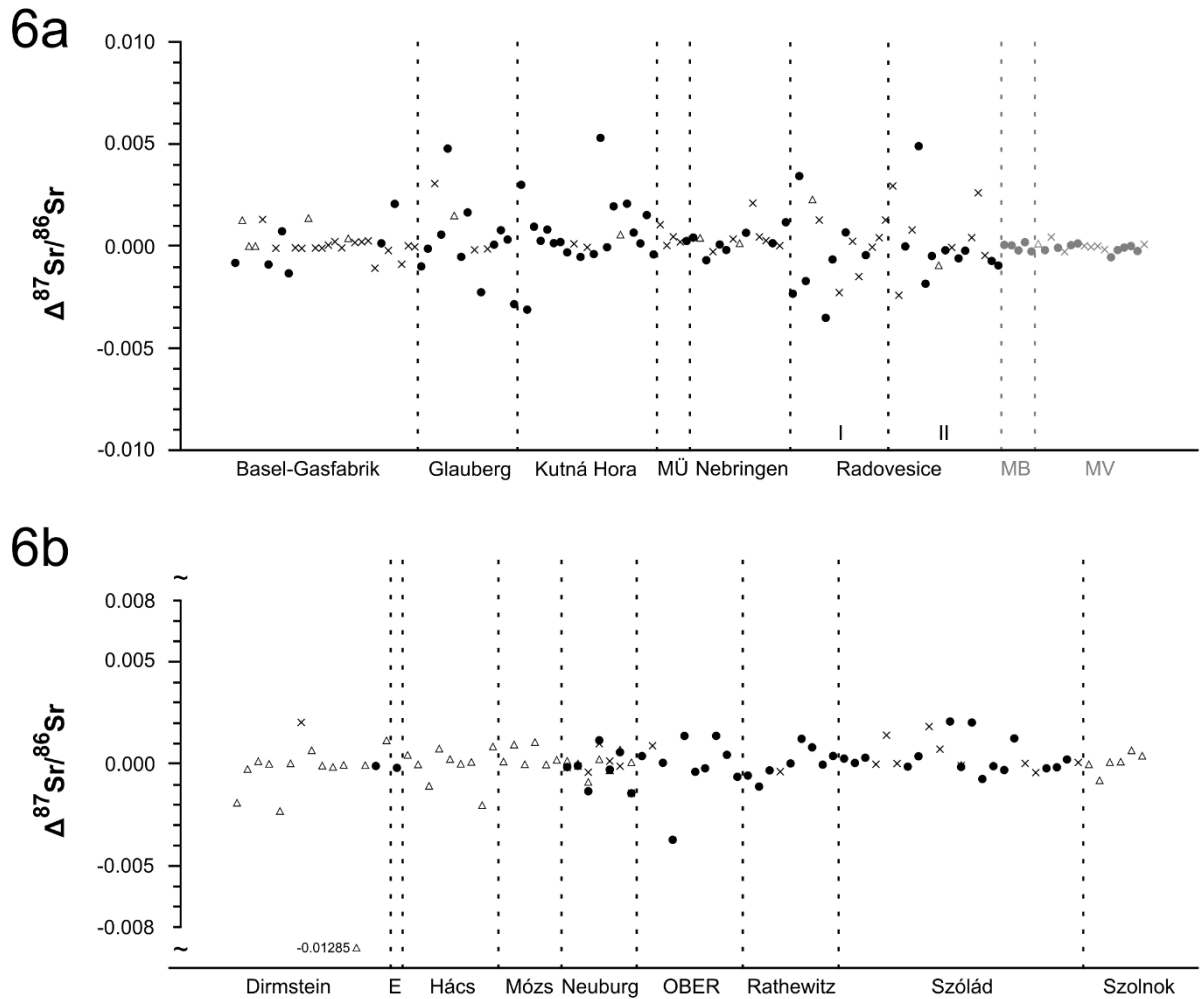 6a
0.010
0.005
0.000
-0.005
-0.010
Δ⁸⁷Sr/⁸⁶Sr
I II
Basel-Gasfabrik Glauberg Kutná Hora MÜ Nebringen Radovesice MB MV
6b
~
0.008
0.005
0.000
-0.005
-0.008
~
Δ⁸⁷Sr/⁸⁶Sr
-0.01285
Dirmstein E Hács Mózs Neuburg OBER Rathewitz Szólád Szolnok